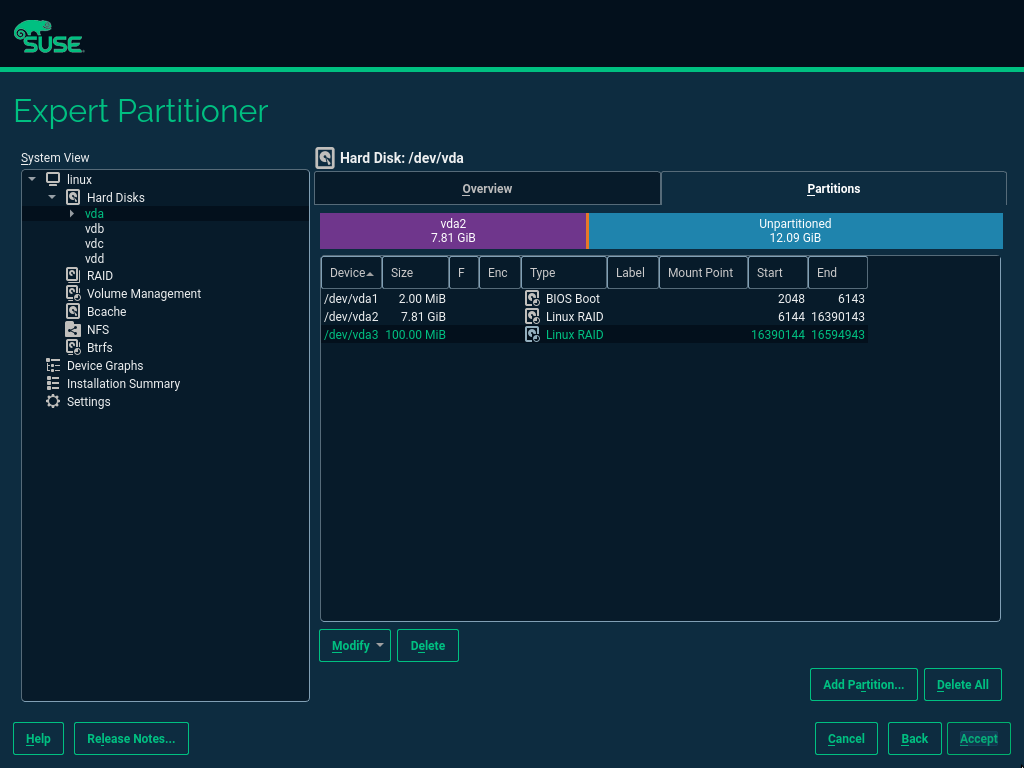 SUSE
Expert Partitioner
System View
linux
Hard Disks
vda
vdb
vdc
vdd
RAID
Volume Management
Bcache
NFS
Btrfs
Device Graphs
Installation Summary
Settings
Hard Disk: /dev/vda
Overview Partitions
vda2 Unpartitioned
7.81 GiB 12.09 GiB
Device Size F Enc Type Label Mount Point Start End
/dev/vda1 2.00 MiB BIOS Boot 2048 6143
/dev/vda2 7.81 GiB Linux RAID 6144 16390143
/dev/vda3 100.00 MiB Linux RAID 16390144 16594943
Modify Delete
Add Partition... Delete All
Help Release Notes... Cancel Back Accept